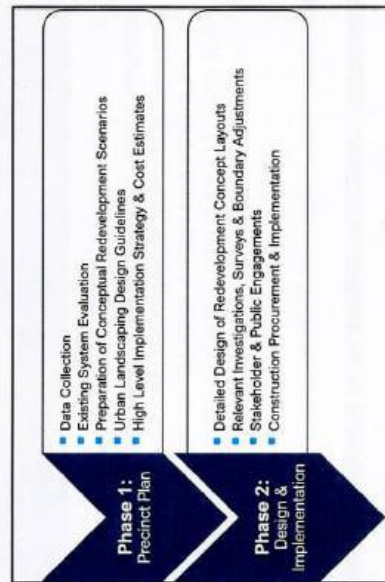 Phase 1:
Precinct Plan
Data Collection
Existing System Evaluation
Preparation of Conceptual Redevelopment Scenarios
Urban Landscaping Design Guidelines
High Level Implementation Strategy & Cost Estimates
Phase 2:
Design &
Implementation
Detailed Design of Redevelopment Concept Layouts
Relevant Investigations, Surveys & Boundary Adjustments
Stakeholder & Public Engagements
Construction Procurement & Implementation